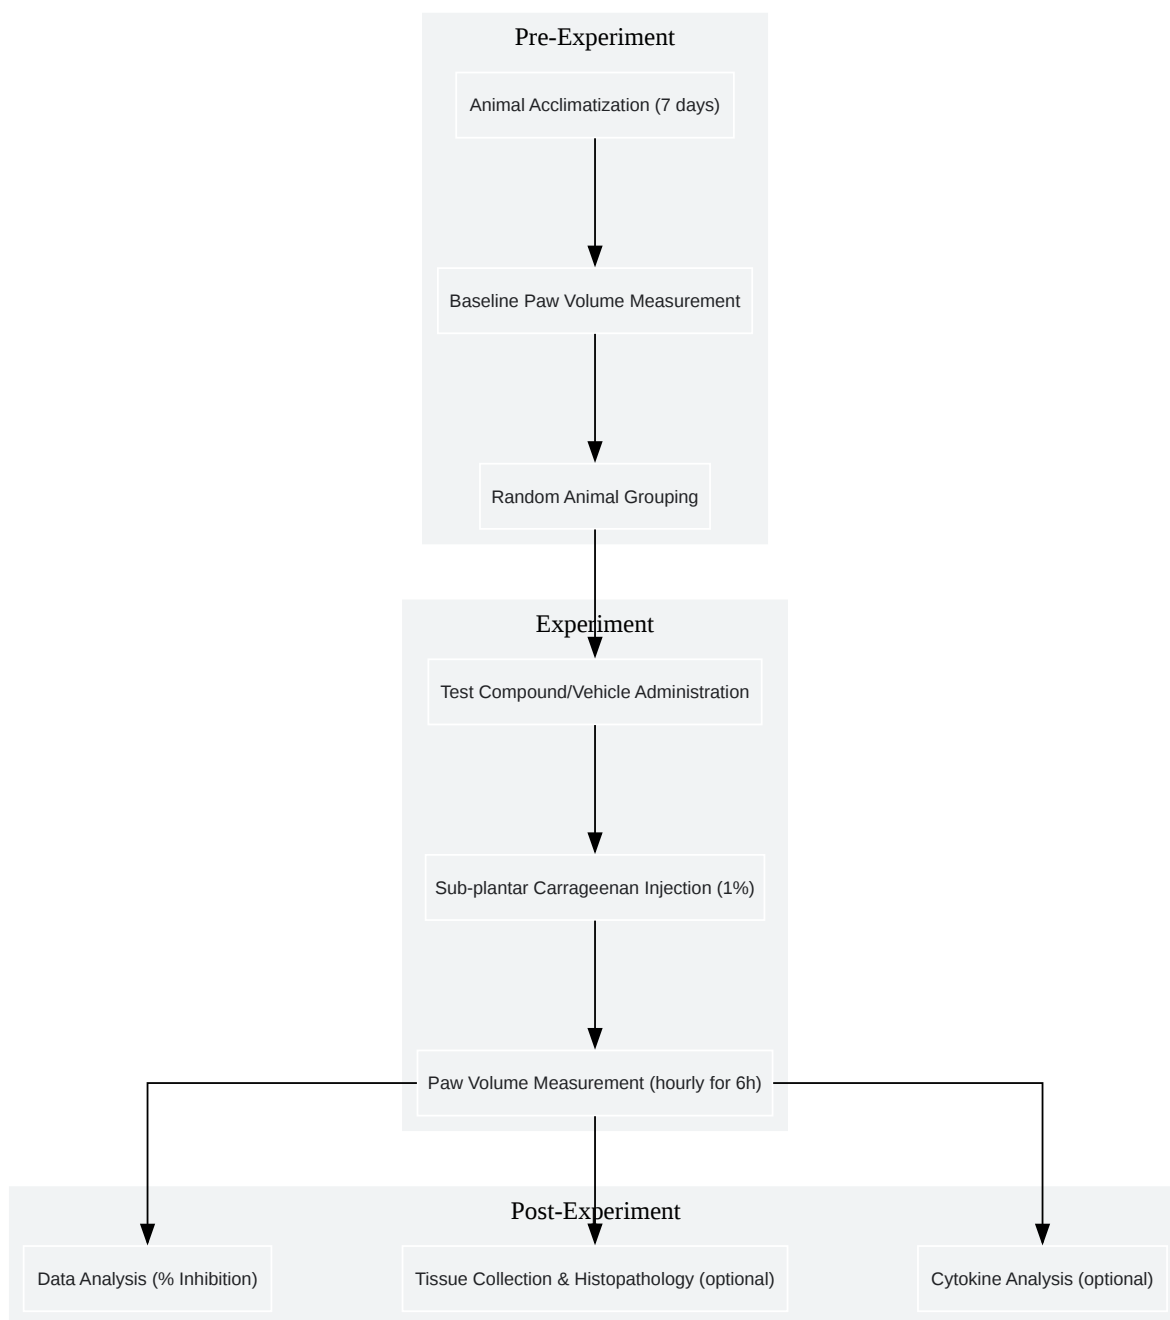 Pre-Experiment
Animal Acclimatization (7 days)
Baseline Paw Volume Measurement
Random Animal Grouping
Experiment
Test Compound/Vehicle Administration
Sub-plantar Carrageenan Injection (1%)
Paw Volume Measurement (hourly for 6h)
Post-Experiment
Data Analysis (% Inhibition)
Tissue Collection & Histopathology (optional)
Cytokine Analysis (optional)